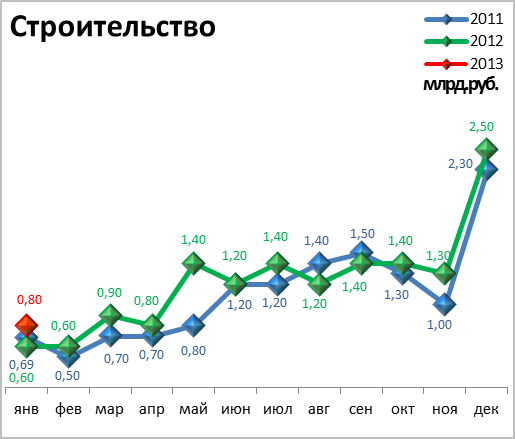 Строительство
2011
2012
2013
млрд.руб.
2,50
2,30
1,40 1,20 1,40 1,40 1,50 1,40 1,30
0,80 0,60 0,90 0,80 1,20 1,20 1,20 1,40 1,30 1,00
0,69 0,50 0,70 0,70 0,80
0,60
янв фев мар апр май июн июл авг сен окт ноя дек